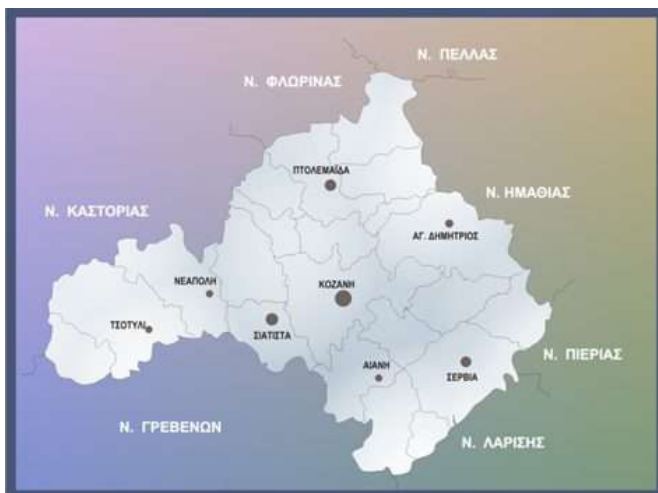 Ν. ΠΕΛΛΑΣ
Ν. ΦΛΩΡΙΝΑΣ
ΠΤΟΛΕΜΑΪΔΑ
Ν. ΗΜΑΘΙΑΣ
Ν. ΚΑΣΤΟΡΙΑΣ
ΑΓ. ΔΗΜΗΤΡΙΟΣ
ΝΕΑΠΟΛΗ
ΚΟΖΑΝΗ
ΤΣΟΤΥΛΙ
ΣΙΑΤΙΣΤΑ
Ν. ΠΙΕΡΙΑΣ
ΑΙΑΝΗ
ΣΕΡΒΙΑ
Ν. ΓΡΕΒΕΝΩΝ
Ν. ΛΑΡΙΣΗΣ